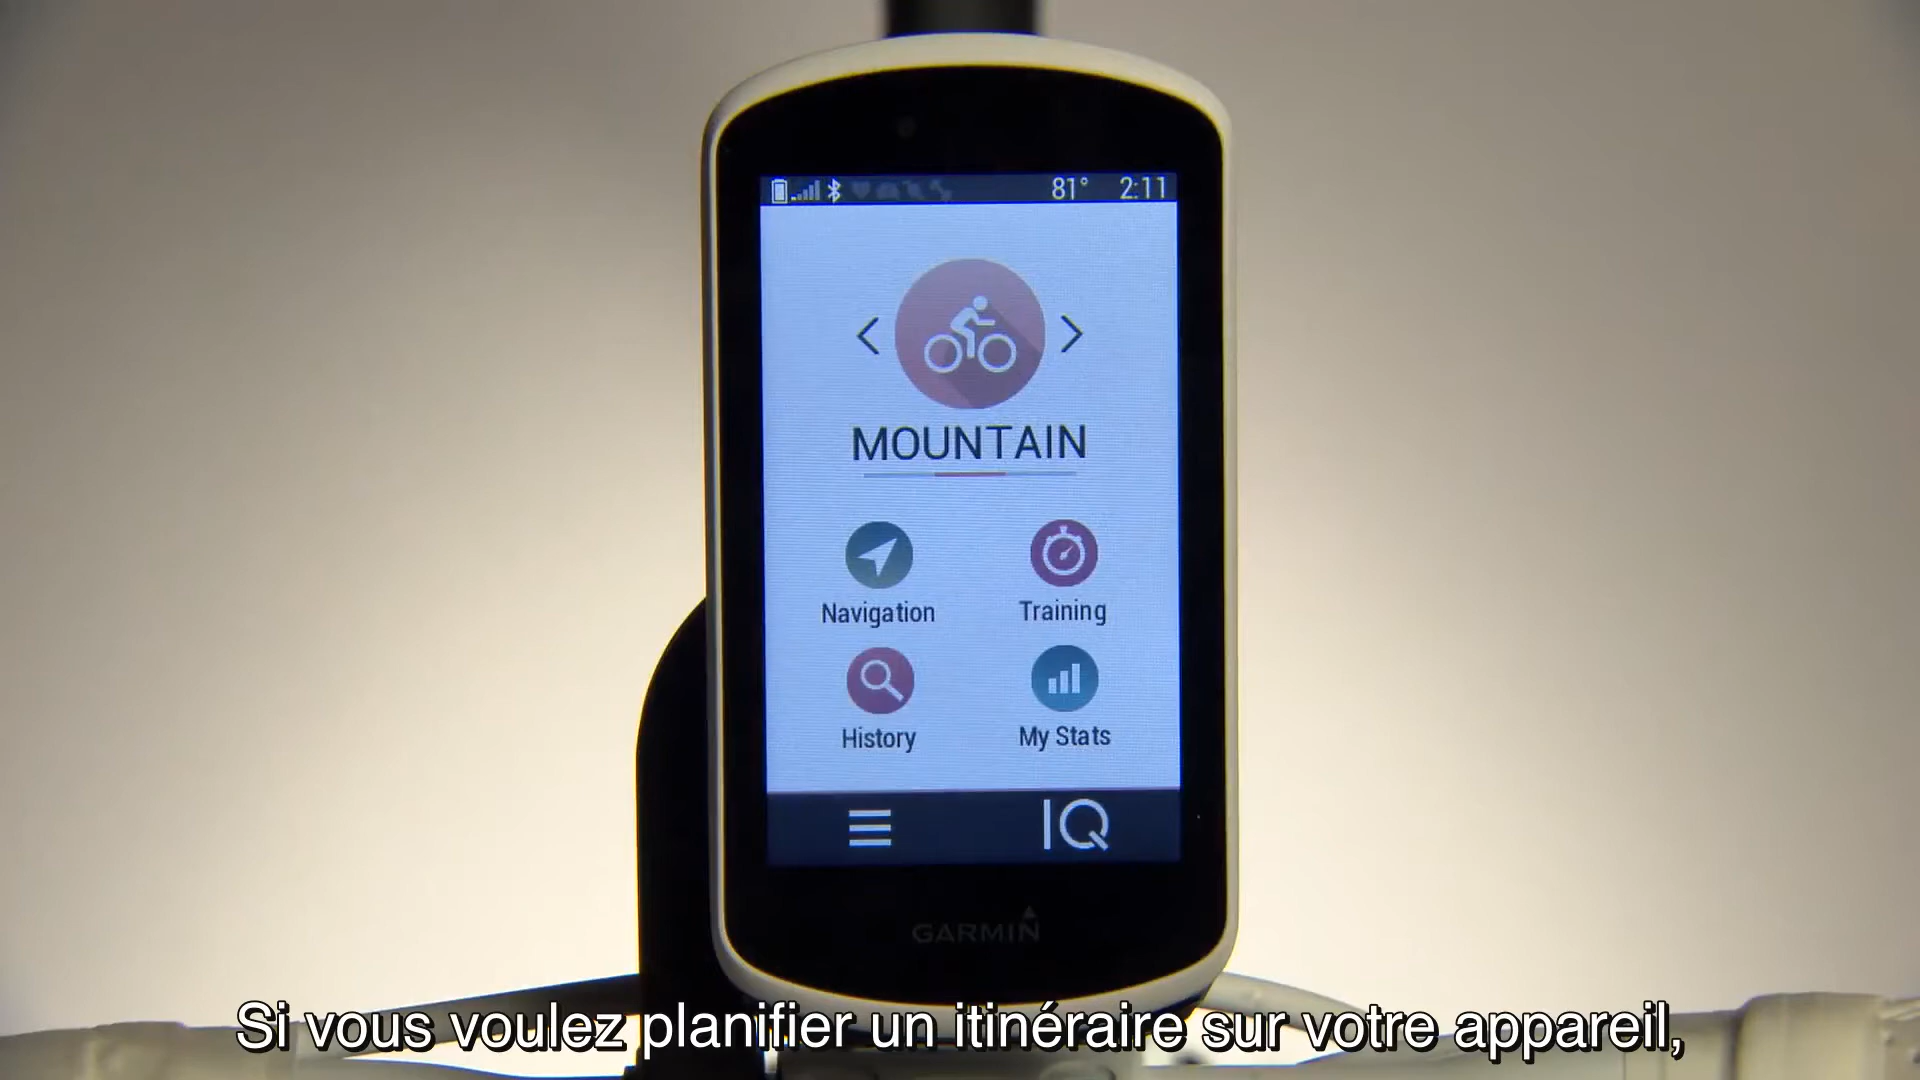 81° 2:11
MOUNTAIN
Navigation Training
History My Stats
IQ
GARMIN
Si vous voulez planifier un itinéraire sur votre appareil,